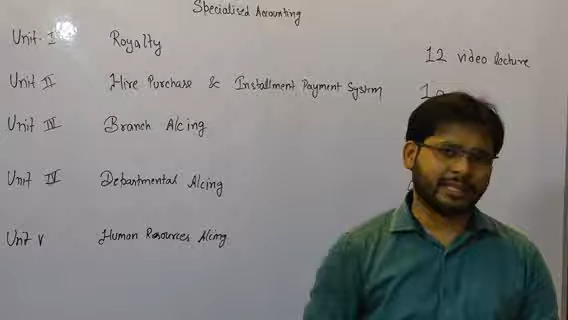 Specialized Accounting
Unit - I Royalty 12 video lecture
Unit II Hire Purchase & Installment Payment System
Unit III Branch A/cing
Unit IV Departmental A/cing
Unit V Human Resources A/cing